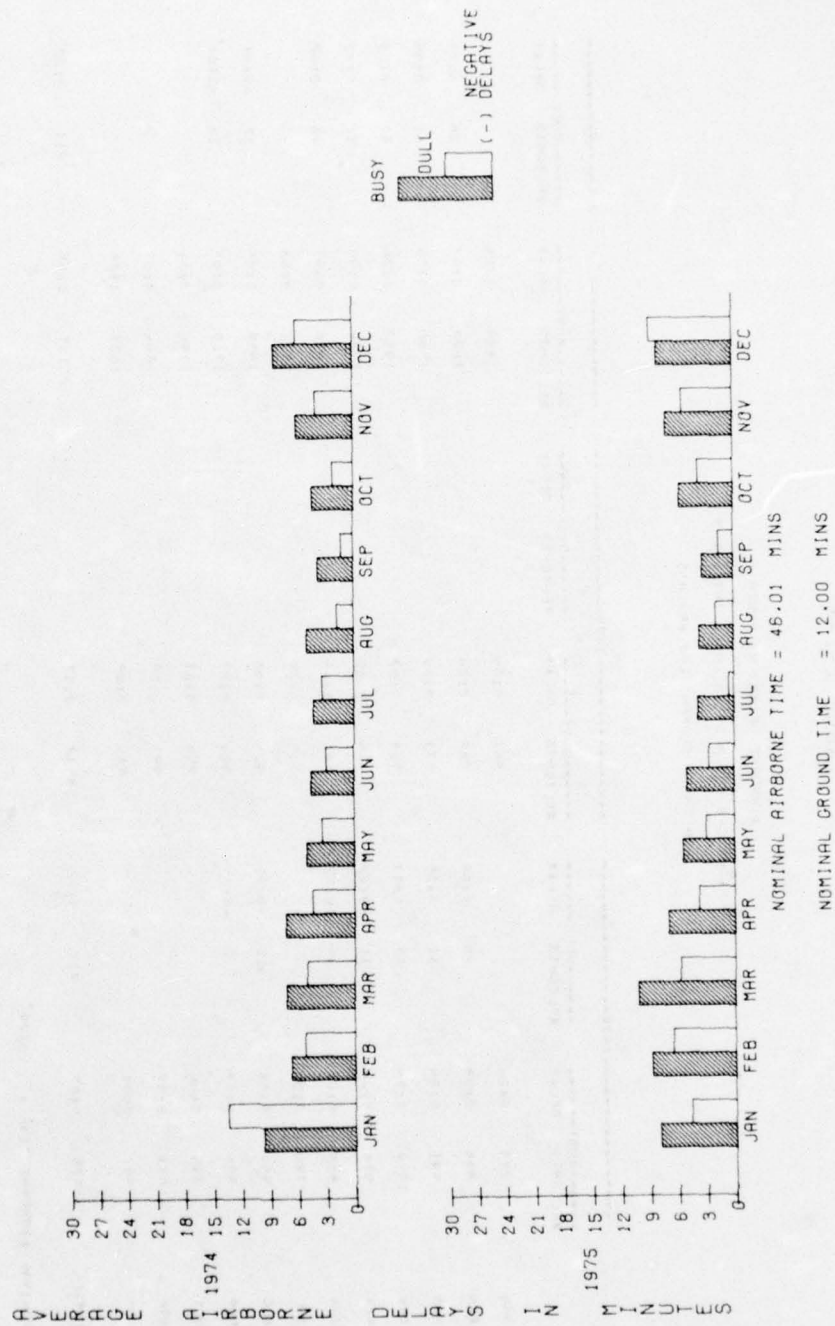 AVERAGE AIRBORNE DELAYS IN MINUTES
1974
30
27
24
21
18
15
12
9
6
3
0
JAN FEB MAR APR MAY JUN JUL AUG SEP OCT NOV DEC
BUSY
DULL
(-) NEGATIVE
DELAYS
1975
30
27
24
21
18
15
12
9
6
3
0
JAN FEB MAR APR MAY JUN JUL AUG SEP OCT NOV DEC
NOMINAL AIRBORNE TIME = 46.01 MINS
NOMINAL GROUND TIME = 12.00 MINS